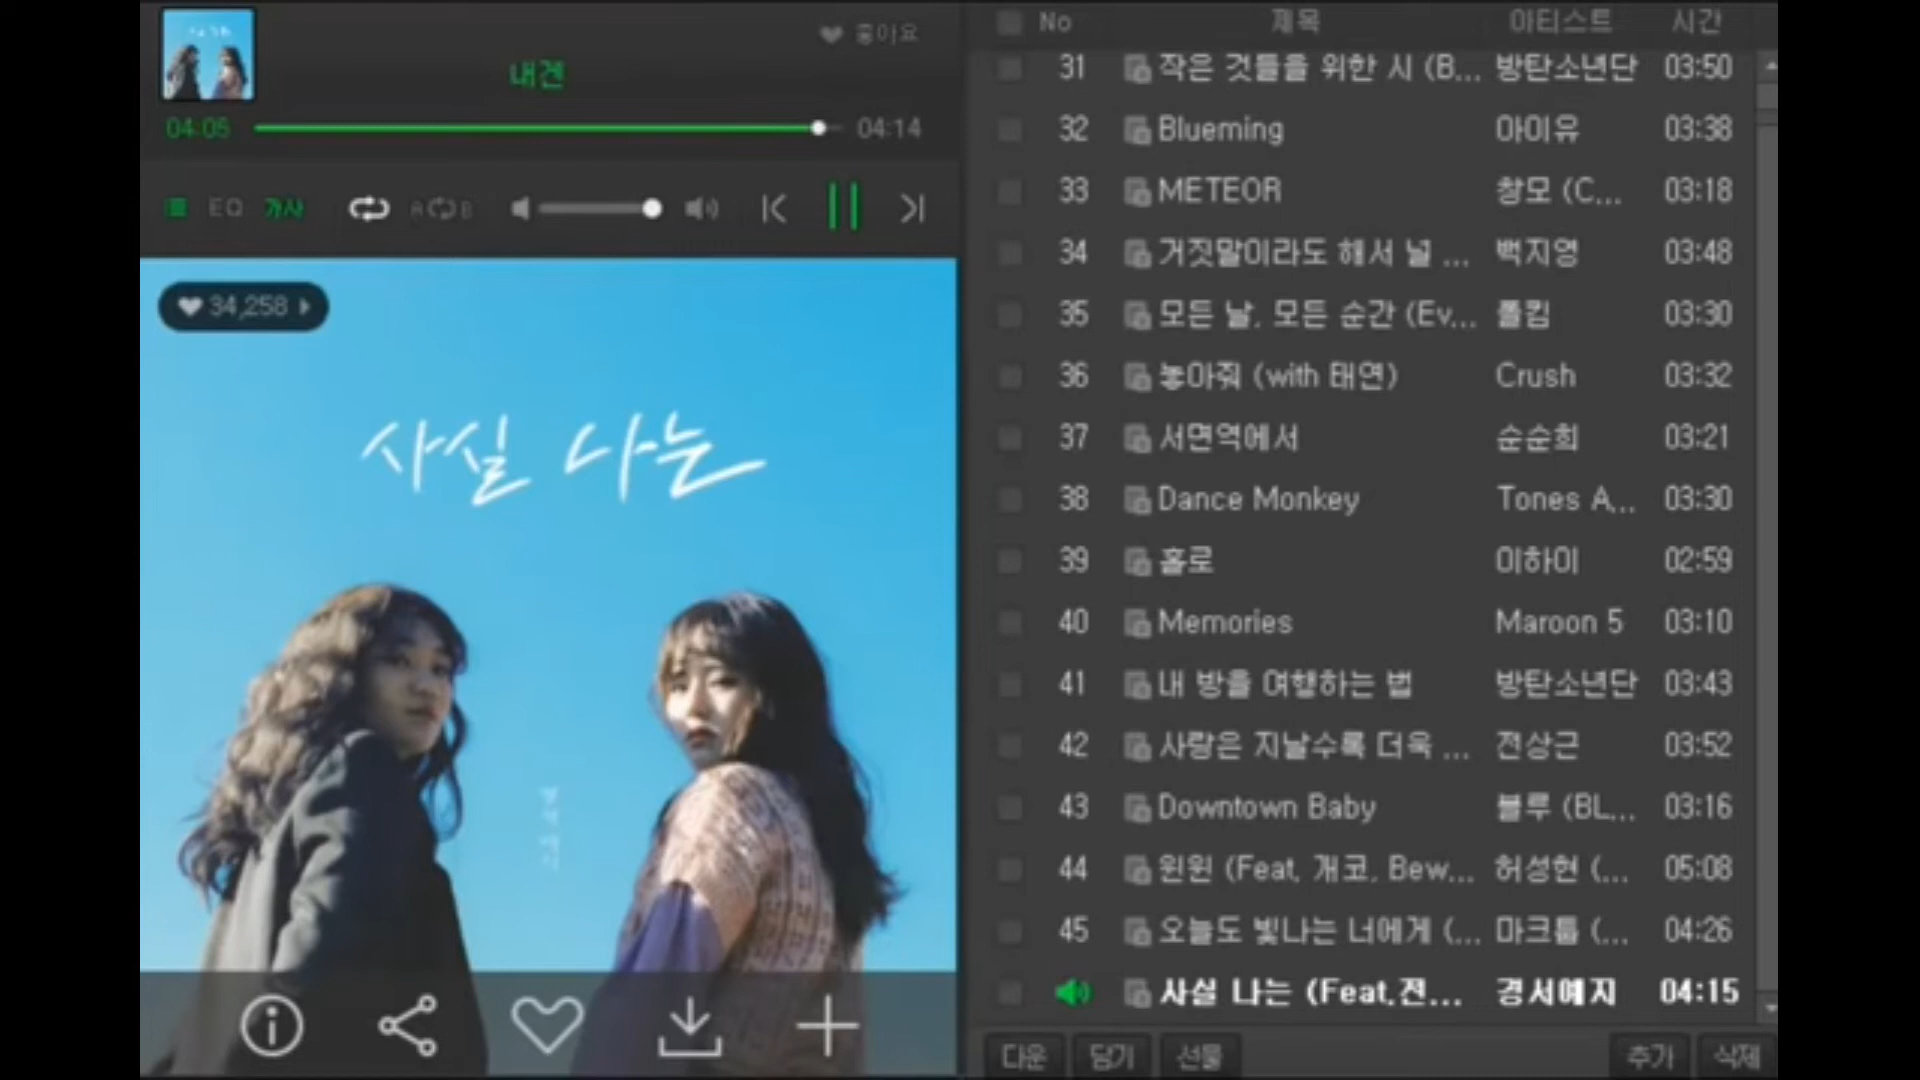 좋아요
내겐
04:05 04:14
EQ 가사 A B
34,258
사실 나는
No 제목 아티스트 시간
31 작은 것들을 위한 시 (B... 방탄소년단 03:50
32 Blueming 아이유 03:38
33 METEOR 창모 (C... 03:18
34 거짓말이라도 해서 널 ... 백지영 03:48
35 모든 날, 모든 순간 (Ev... 폴킴 03:30
36 놓아줘 (with 태연) Crush 03:32
37 서면역에서 순순희 03:21
38 Dance Monkey Tones A... 03:30
39 홀로 이하이 02:59
40 Memories Maroon 5 03:10
41 내 방을 여행하는 법 방탄소년단 03:43
42 사랑은 지날수록 더욱 ... 전상근 03:52
43 Downtown Baby 블루 (BL... 03:16
44 윈윈 (Feat. 개코, Bew... 허성현 (... 05:08
45 오늘도 빛나는 너에게 (... 마크툽 (... 04:26
사실 나는 (Feat.전... 경서예지 04:15
다운 담기 선물 추가 삭제